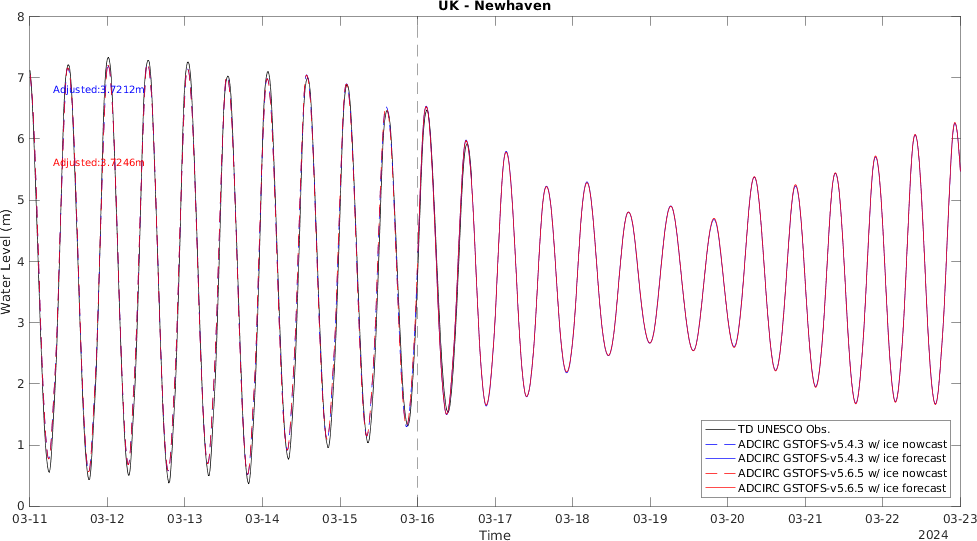 UK - Newhaven
8
7
6
5
4
3
2
1
0
Water Level (m)
Adjusted:3.7212m
Adjusted:3.7246m
TD UNESCO Obs.
ADCIRC GSTOFS-v5.4.3 w/ ice nowcast
ADCIRC GSTOFS-v5.4.3 w/ ice forecast
ADCIRC GSTOFS-v5.6.5 w/ ice nowcast
ADCIRC GSTOFS-v5.6.5 w/ ice forecast
03-11 03-12 03-13 03-14 03-15 03-16 03-17 03-18 03-19 03-20 03-21 03-22 03-23
Time
2024